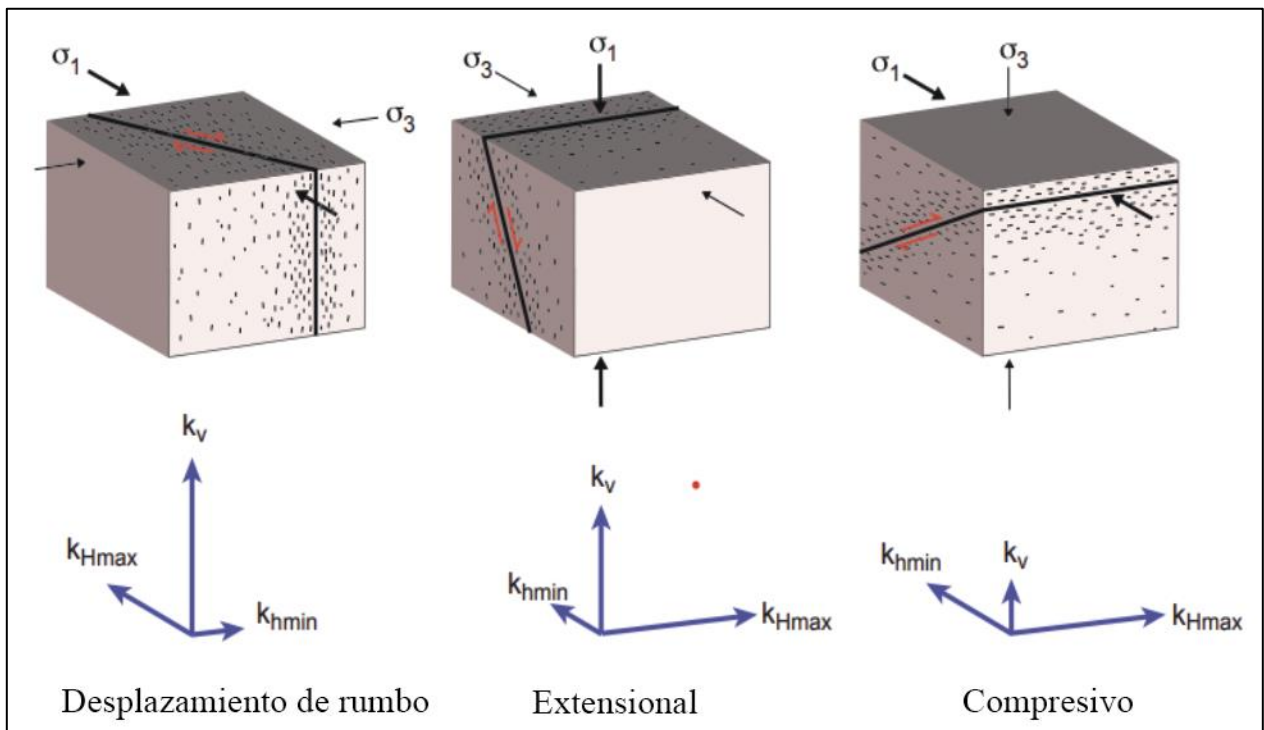 σ1
σ3
σ3
σ1
σ1
σ3
kv
kHmax
khmin
kv
khmin
kHmax
khmin
kv
kHmax
Desplazamiento de rumbo
Extensional
Compresivo